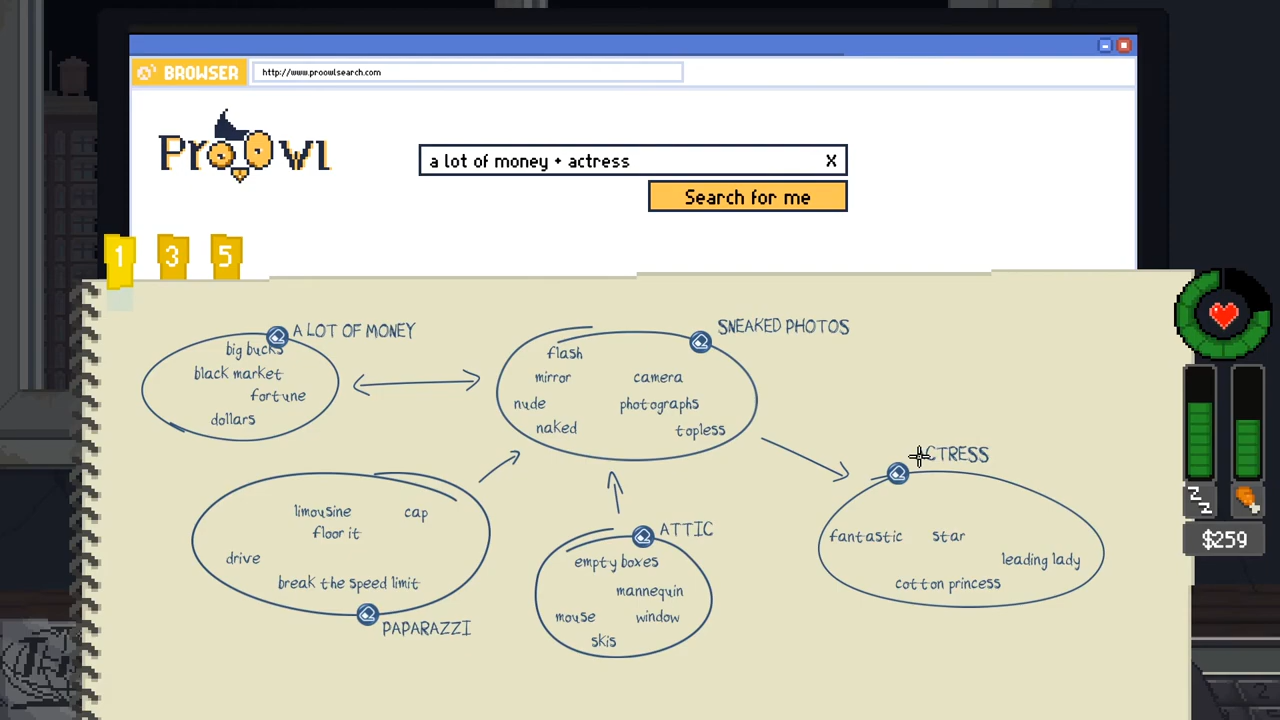 BROWSER
http://www.proowlsearch.com
PrOOwl
a lot of money + actress X
Search for me
1 3 5
A LOT OF MONEY
big bucks
black market
fortune
dollars
SNEAKED PHOTOS
flash
mirror camera
nude photographs
naked topless
ACTRESS
fantastic star
leading lady
cotton princess
limousine cap
floor it
drive
break the speed limit
PAPARAZZI
ATTIC
empty boxes
mannequin
mouse window
skis
Z Z
$259